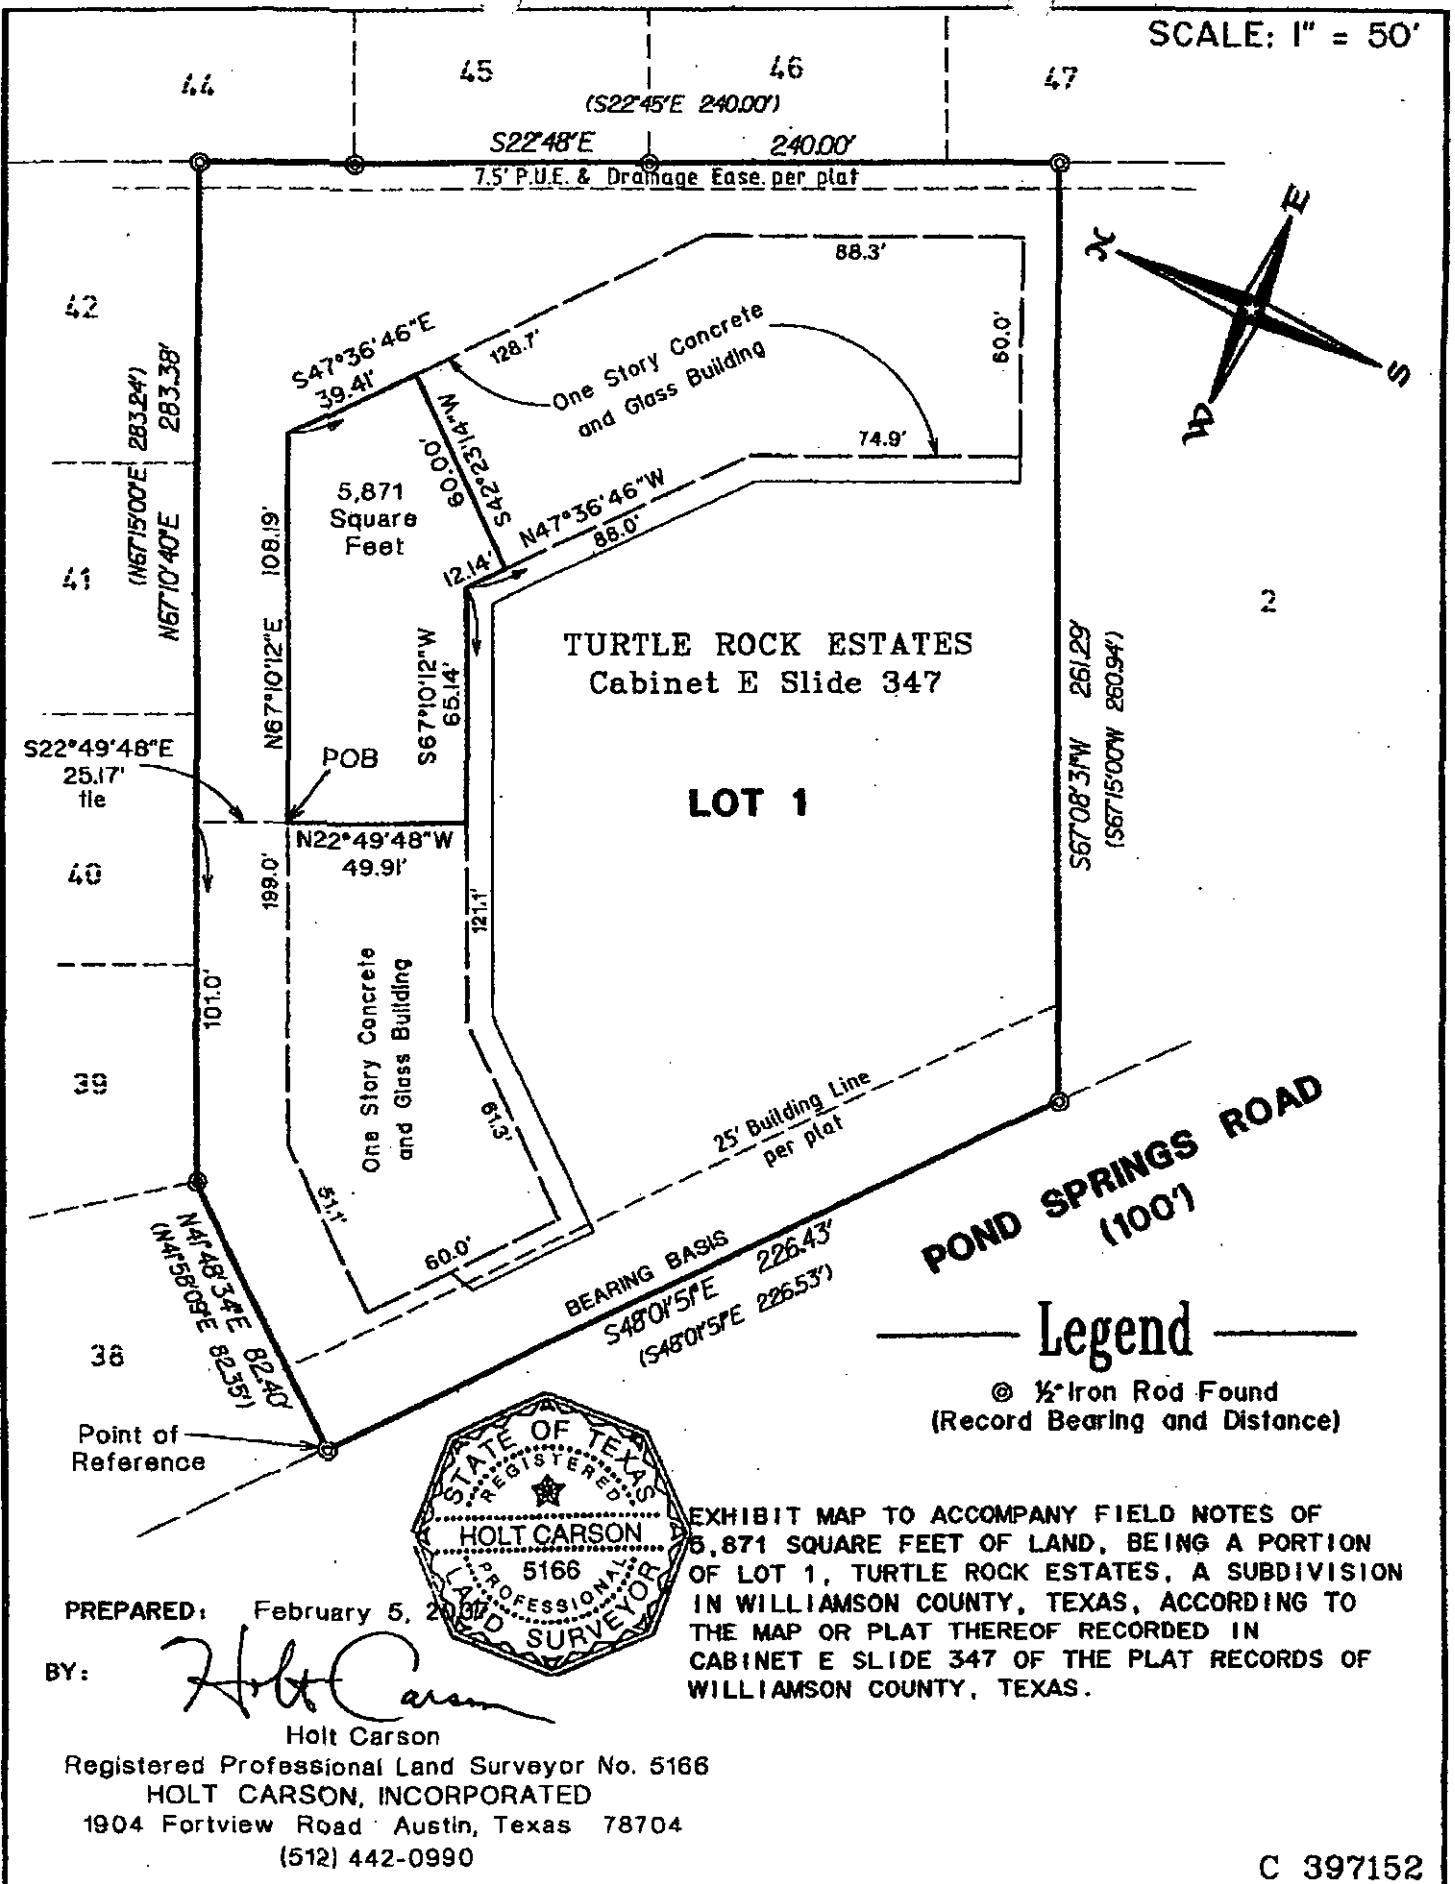 SCALE: 1" = 50'
44
45
46
47
(S22°45'E 240.00')
S22°48'E 240.00'
7.5' P.U.E. & Drainage Ease. per plat
N
E
S
W
42
41
40
39
38
2
(N67°15'00"E 283.24')
N67°10'40"E 283.38'
S47°36'46"E
39.41'
128.7'
88.3'
60.0'
One Story Concrete
and Glass Building
74.9'
S42°23'14"W
60.00'
N47°36'46"W
88.0'
12.14'
5,871
Square
Feet
N67°10'12"E 108.19'
S67°10'12"W
65.14'
TURTLE ROCK ESTATES
Cabinet E Slide 347
LOT 1
S67°08'31"W 261.29'
(S67°15'00"W 260.94')
S22°49'48"E
25.17'
tie
POB
N22°49'48"W
49.91'
199.0'
121.1'
101.0'
One Story Concrete
and Glass Building
61.3'
51.1'
60.0'
25' Building Line
per plat
BEARING BASIS
S48°01'51"E 226.43'
(S48°01'51"E 226.53')
POND SPRINGS ROAD
(100')
N41°48'34"E 82.40'
(N41°58'09"E 82.35')
Point of
Reference
Legend
◎ ½" Iron Rod Found
(Record Bearing and Distance)
STATE OF TEXAS
REGISTERED
HOLT CARSON
5166
PROFESSIONAL
LAND SURVEYOR
EXHIBIT MAP TO ACCOMPANY FIELD NOTES OF
5,871 SQUARE FEET OF LAND, BEING A PORTION
OF LOT 1, TURTLE ROCK ESTATES, A SUBDIVISION
IN WILLIAMSON COUNTY, TEXAS, ACCORDING TO
THE MAP OR PLAT THEREOF RECORDED IN
CABINET E SLIDE 347 OF THE PLAT RECORDS OF
WILLIAMSON COUNTY, TEXAS.
PREPARED: February 5,
BY: Holt Carson
Holt Carson
Registered Professional Land Surveyor No. 5166
HOLT CARSON, INCORPORATED
1904 Fortview Road Austin, Texas 78704
(512) 442-0990
C 397152